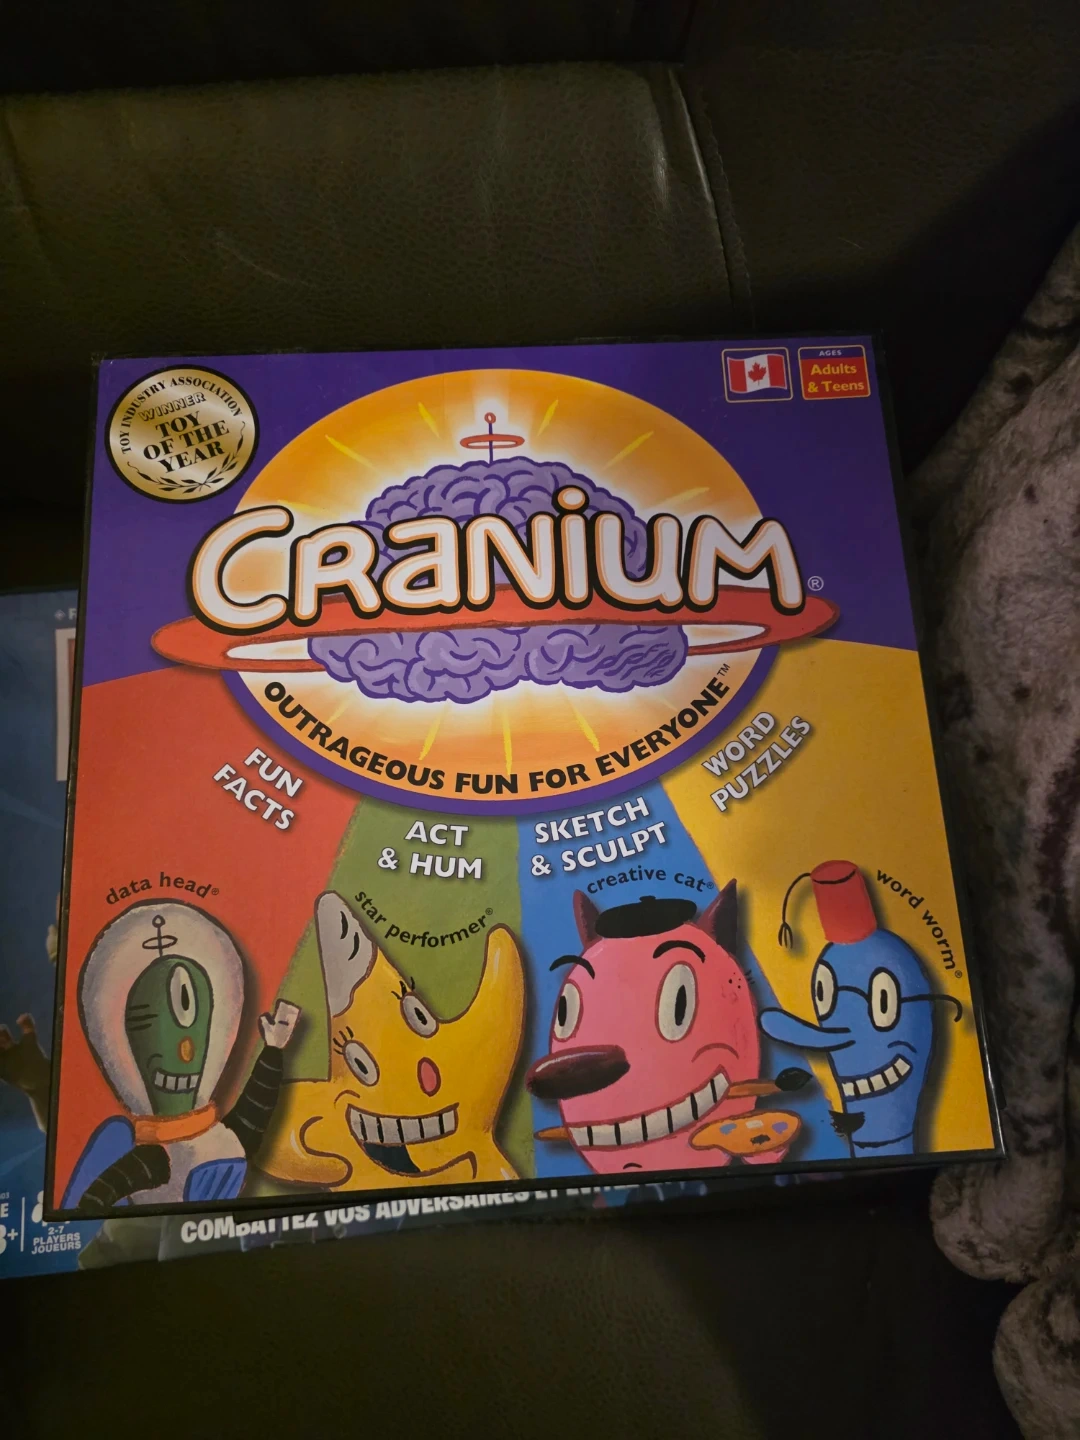 TOY INDUSTRY ASSOCIATION
WINNER
TOY
OF THE
YEAR
AGES
Adults
& Teens
CRANIUM®
OUTRAGEOUS FUN FOR EVERYONE™
FUN
FACTS
ACT
& HUM
SKETCH
& SCULPT
WORD
PUZZLES
data head®
star performer®
creative cat®
word worm®
2-7
PLAYERS
JOUEURS
COMBATTEZ VOS ADVERSAIRES ET